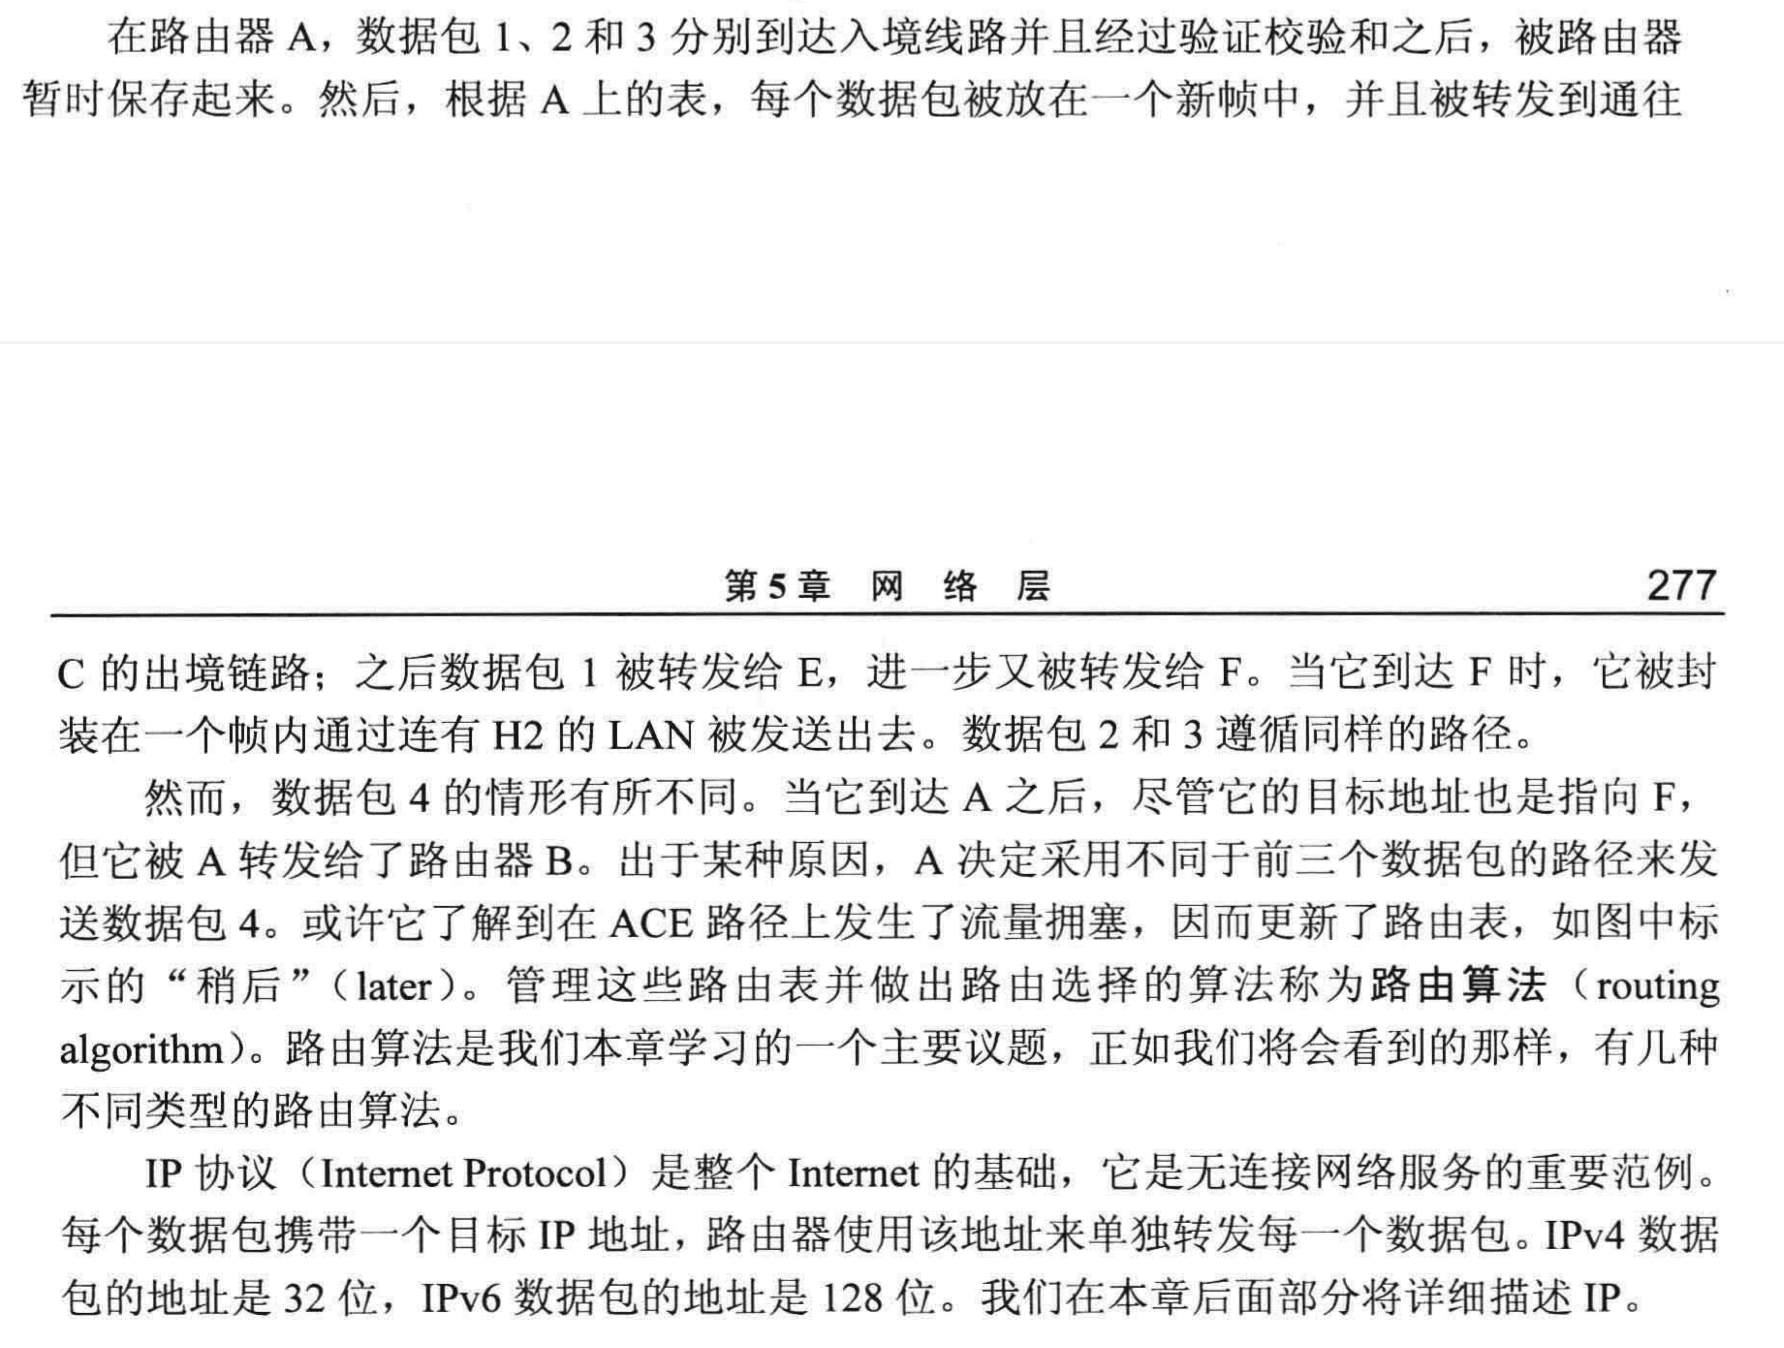 在路由器 A，数据包 1、2 和 3 分别到达入境线路并且经过验证校验和之后，被路由器
暂时保存起来。然后，根据 A 上的表，每个数据包被放在一个新帧中，并且被转发到通往
第 5 章 网 络 层 277
C 的出境链路；之后数据包 1 被转发给 E，进一步又被转发给 F。当它到达 F 时，它被封
装在一个帧内通过连有 H2 的 LAN 被发送出去。数据包 2 和 3 遵循同样的路径。
然而，数据包 4 的情形有所不同。当它到达 A 之后，尽管它的目标地址也是指向 F，
但它被 A 转发给了路由器 B。出于某种原因，A 决定采用不同于前三个数据包的路径来发
送数据包 4。或许它了解到在 ACE 路径上发生了流量拥塞，因而更新了路由表，如图中标
示的“稍后”（later）。管理这些路由表并做出路由选择的算法称为路由算法（routing
algorithm）。路由算法是我们本章学习的一个主要议题，正如我们将会看到的那样，有几种
不同类型的路由算法。
IP 协议（Internet Protocol）是整个 Internet 的基础，它是无连接网络服务的重要范例。
每个数据包携带一个目标 IP 地址，路由器使用该地址来单独转发每一个数据包。IPv4 数据
包的地址是 32 位，IPv6 数据包的地址是 128 位。我们在本章后面部分将详细描述 IP。